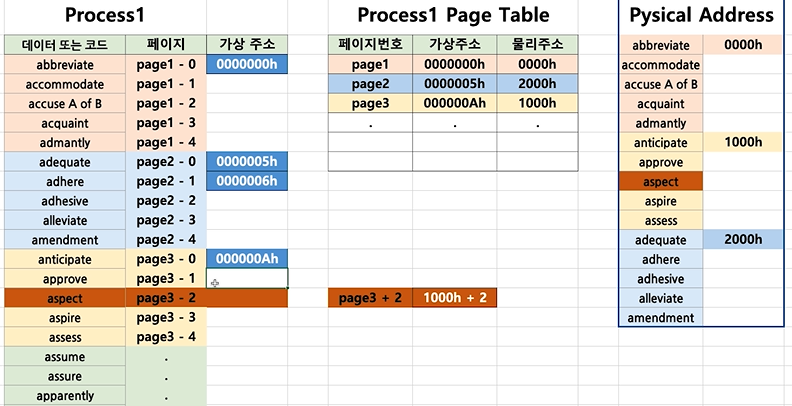 Process1 Process1 Page Table Pysical Address
데이터 또는 코드 페이지 가상 주소 페이지번호 가상주소 물리주소 abbreviate 0000h
abbreviate page1 - 0 0000000h page1 0000000h 0000h accommodate
accommodate page1 - 1 page2 0000005h 2000h accuse A of B
accuse A of B page1 - 2 page3 000000Ah 1000h acquaint
acquaint page1 - 3 . . . admantly
admantly page1 - 4 anticipate 1000h
adequate page2 - 0 0000005h approve
adhere page2 - 1 0000006h aspect
adhesive page2 - 2 aspire
alleviate page2 - 3 assess
amendment page2 - 4 adequate 2000h
anticipate page3 - 0 000000Ah adhere
approve page3 - 1 adhesive
aspect page3 - 2 page3 + 2 1000h + 2 alleviate
aspire page3 - 3 amendment
assess page3 - 4
assume .
assure .
apparently .